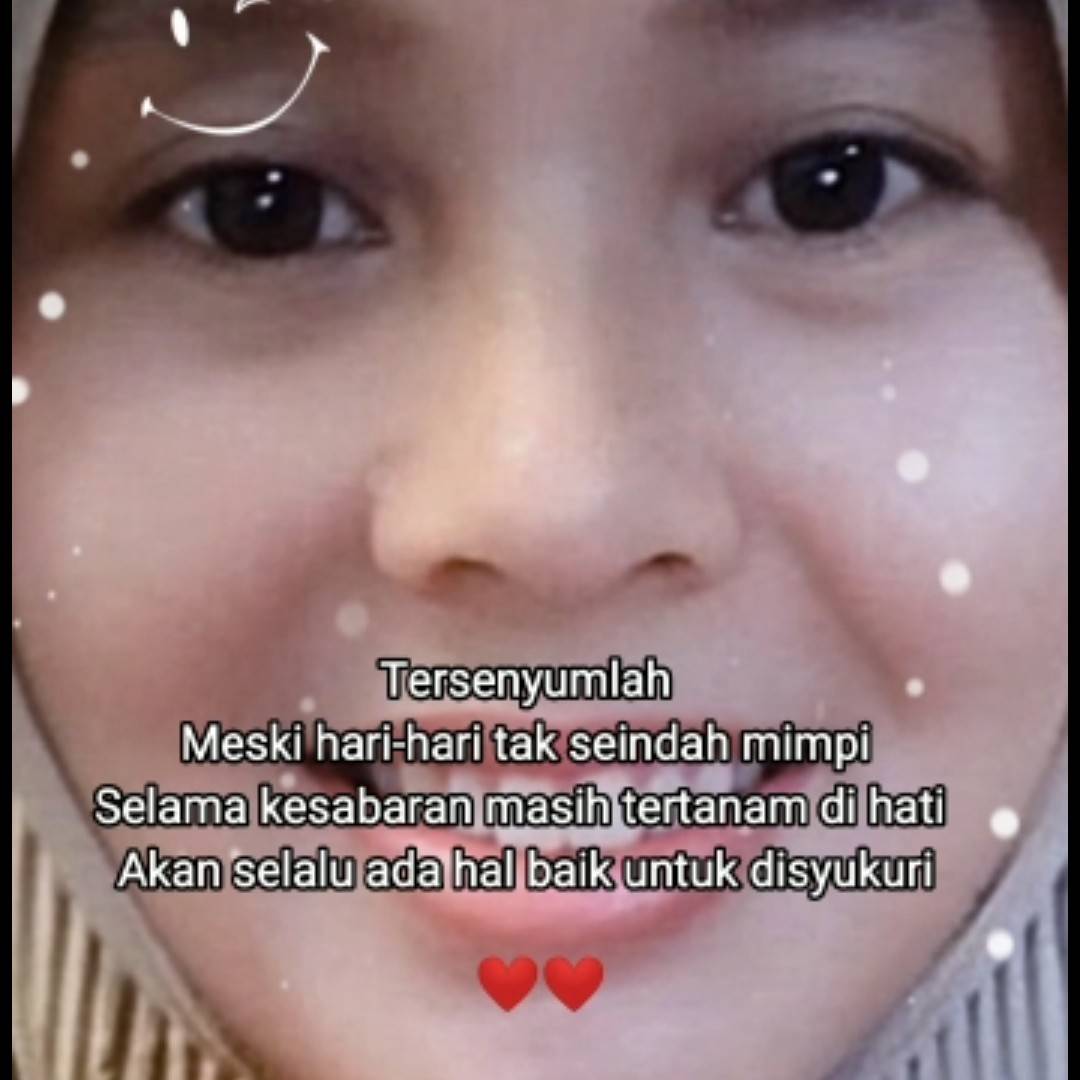 Tersenyumlah
Meski hari-hari tak seindah mimpi
Selama kesabaran masih tertanam di hati
Akan selalu ada hal baik untuk disyukuri